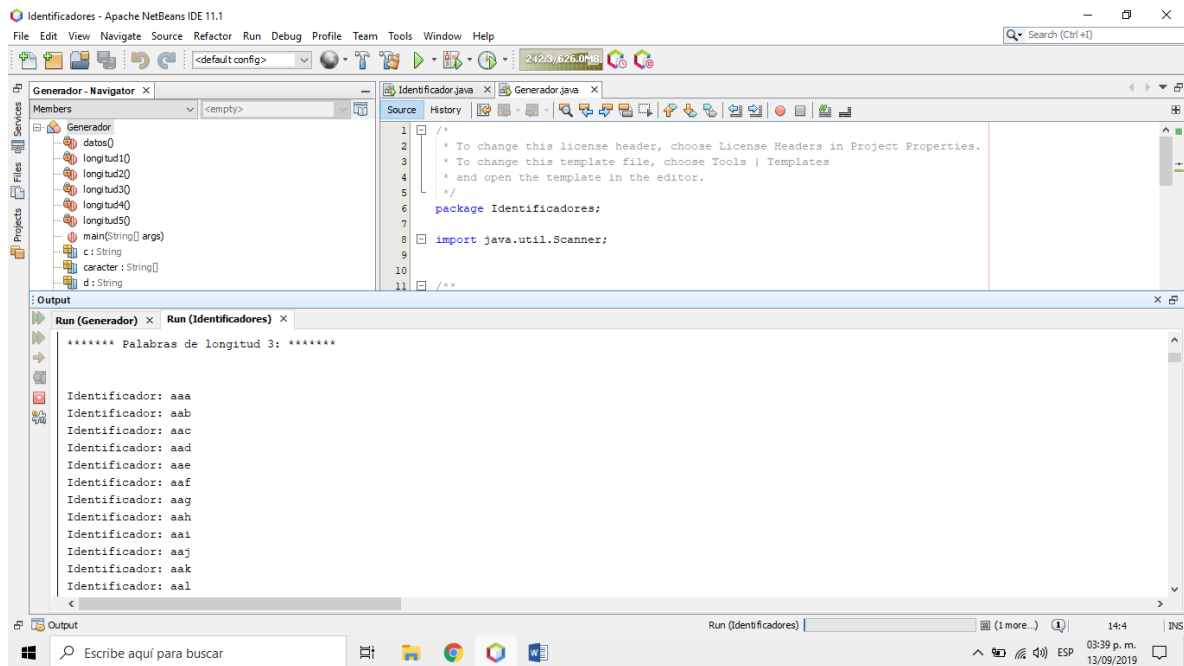 Identificadores - Apache NetBeans IDE 11.1
File Edit View Navigate Source Refactor Run Debug Profile Team Tools Window Help
Search (Ctrl+I)
<default config>
242.3/626.0MB
Generador - Navigator
Identificador.java
Generador.java
Members
<empty>
Source
History
Services
Files
Projects
Generador
datos()
longitud1()
longitud2()
longitud3()
longitud4()
longitud5()
main(String[] args)
c : String
caracter : String[]
d : String
1 /*
2 * To change this license header, choose License Headers in Project Properties.
3 * To change this template file, choose Tools | Templates
4 * and open the template in the editor.
5 */
6 package Identificadores;
7
8 import java.util.Scanner;
9
10
11 /**
Output
Run (Generador)
Run (Identificadores)
******* Palabras de longitud 3: *******
Identificador: aaa
Identificador: aab
Identificador: aac
Identificador: aad
Identificador: aae
Identificador: aaf
Identificador: aag
Identificador: aah
Identificador: aai
Identificador: aaj
Identificador: aak
Identificador: aal
Output
Run (Identificadores)
(1 more...)
1
14:4
INS
Escribe aquí para buscar
ESP
03:39 p. m.
13/09/2019